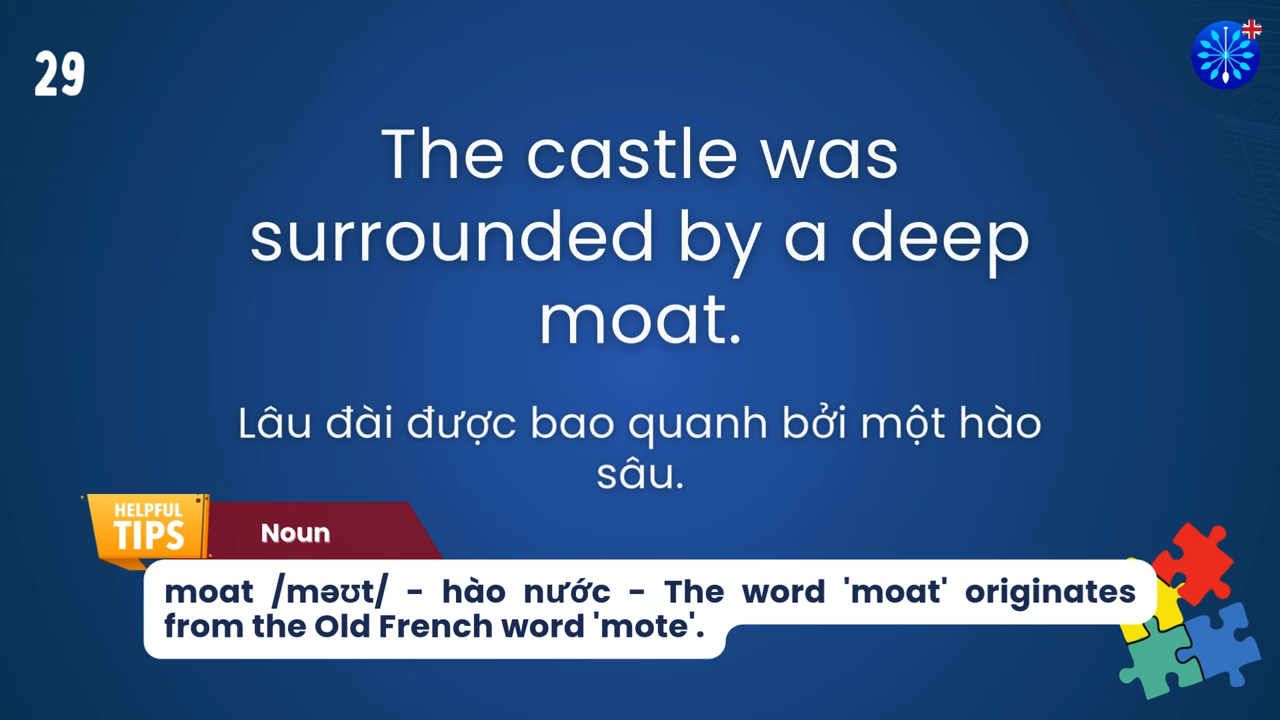 29
The castle was
surrounded by a deep
moat.
Lâu đài được bao quanh bởi một hào
sâu.
HELPFUL
TIPS
Noun
moat /məʊt/ - hào nước - The word 'moat' originates
from the Old French word 'mote'.